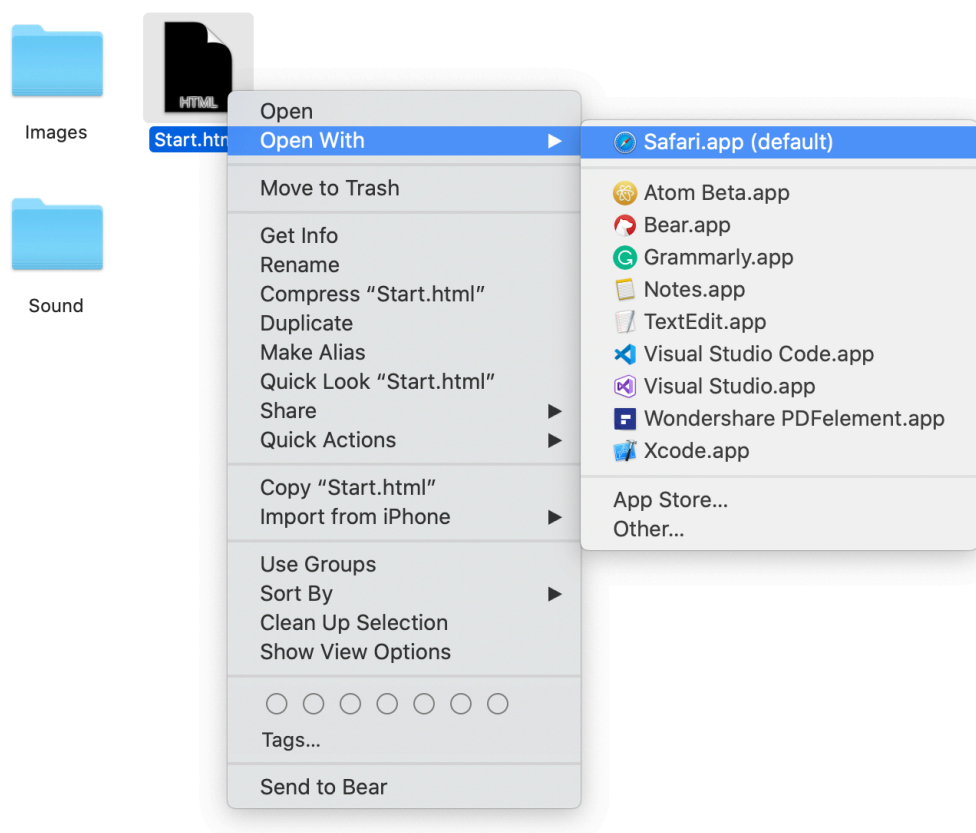 Images
HTML
Start.htm
Sound
Open
Open With
Move to Trash
Get Info
Rename
Compress “Start.html”
Duplicate
Make Alias
Quick Look “Start.html”
Share
Quick Actions
Copy “Start.html”
Import from iPhone
Use Groups
Sort By
Clean Up Selection
Show View Options
Tags...
Send to Bear
Safari.app (default)
Atom Beta.app
Bear.app
Grammarly.app
Notes.app
TextEdit.app
Visual Studio Code.app
Visual Studio.app
Wondershare PDFelement.app
Xcode.app
App Store...
Other...